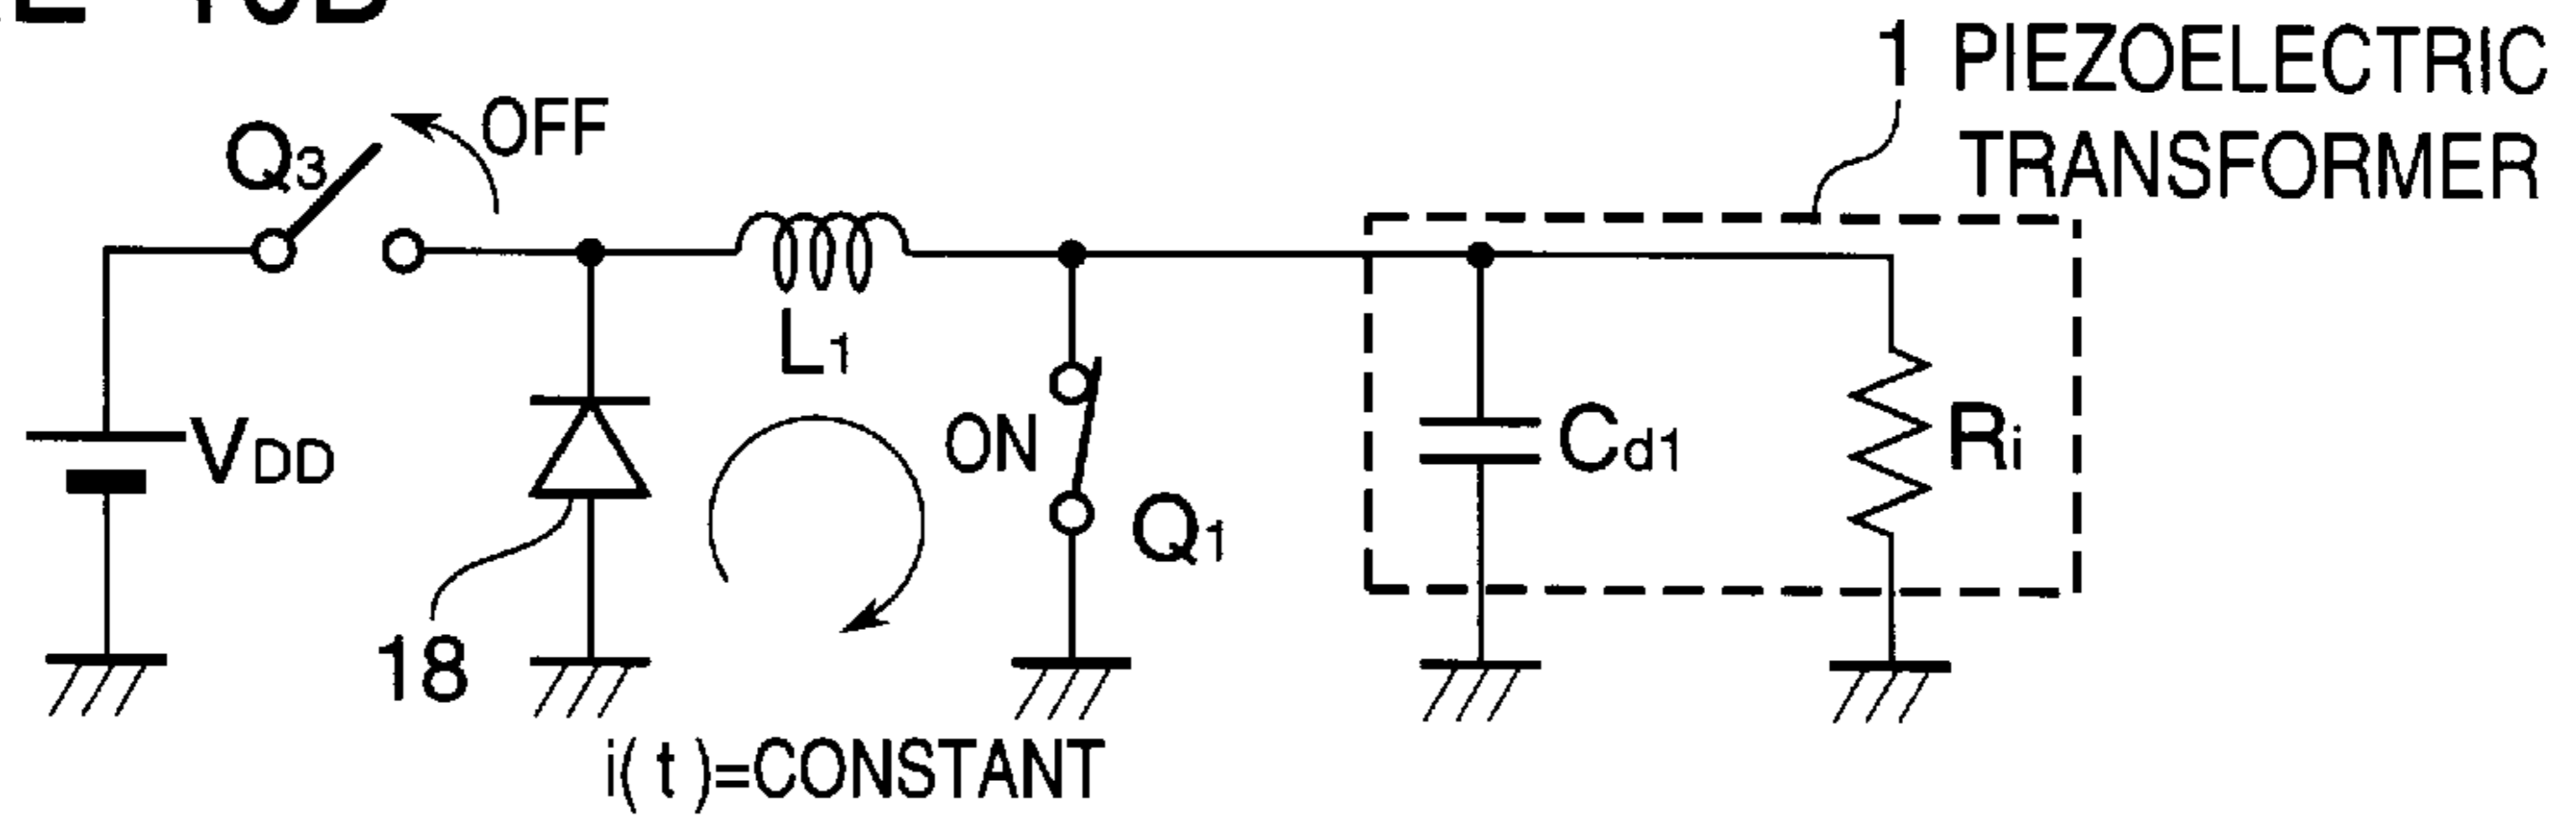 1 PIEZOELECTRIC
TRANSFORMER
OFF
Q3
L1
VDD
ON
Q1
Cd1
Ri
18
i(t)=CONSTANT